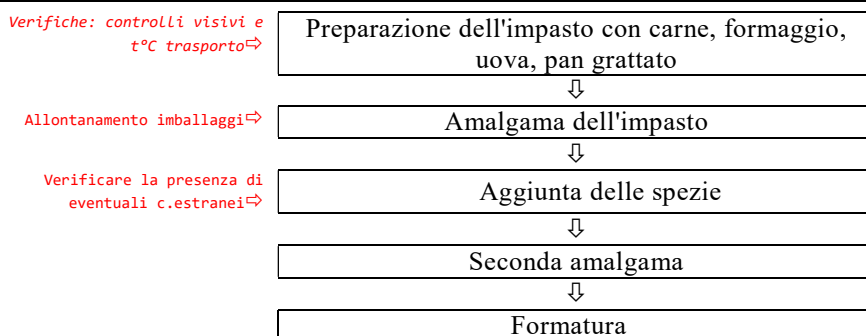 Verifiche: controlli visivi e
t°C trasporto⇨
Preparazione dell'impasto con carne, formaggio,
uova, pan grattato
⇩
Allontanamento imballaggi⇨
Amalgama dell'impasto
⇩
Verificare la presenza di
eventuali c.estranei⇨
Aggiunta delle spezie
⇩
Seconda amalgama
⇩
Formatura